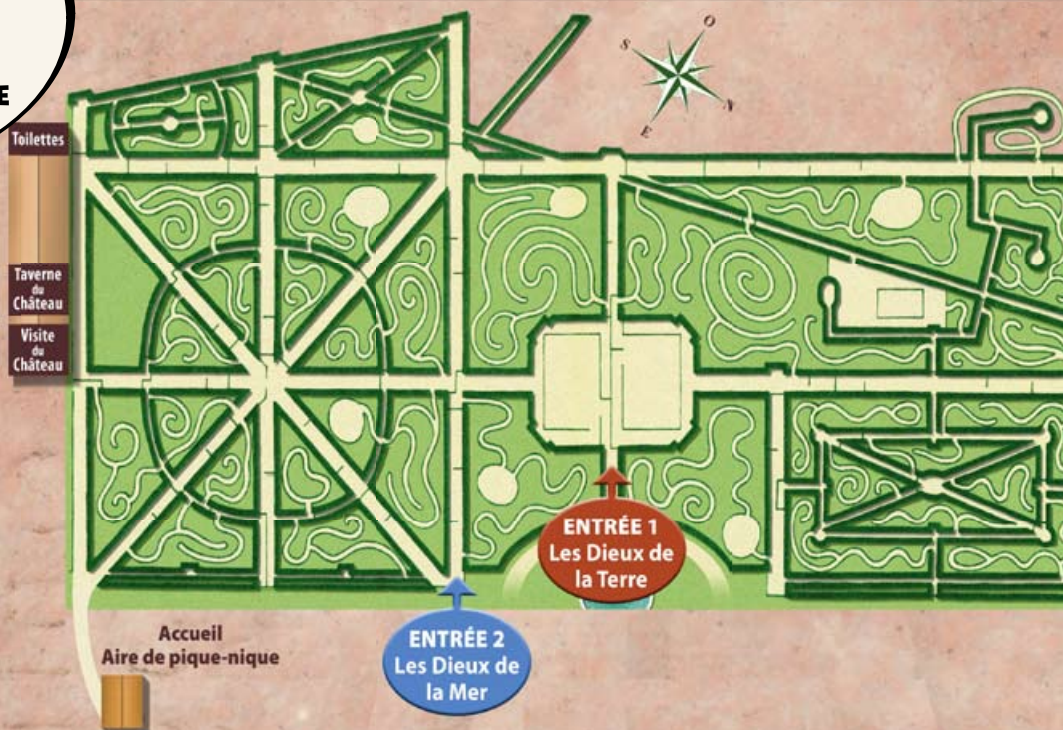 E
O
S
N
E
Toilettes
Taverne
du
Château
Visite
du
Château
ENTRÉE 1
Les Dieux de
la Terre
ENTRÉE 2
Les Dieux de
la Mer
Accueil
Aire de pique-nique